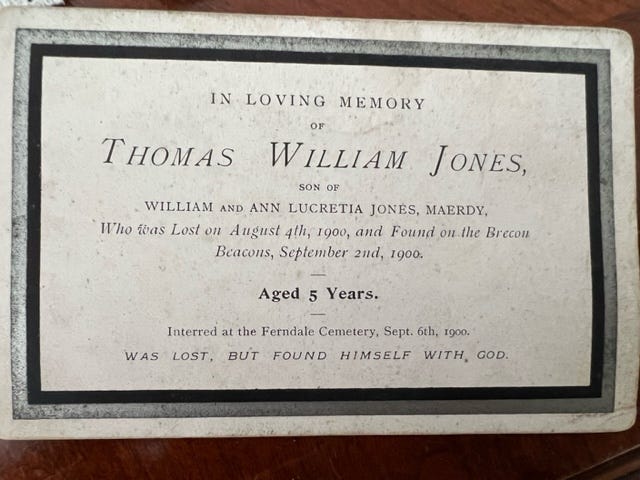 IN LOVING MEMORY
OF
THOMAS WILLIAM JONES,
SON OF
WILLIAM AND ANN LUCRETIA JONES, MAERDY,
Who was Lost on August 4th, 1900, and Found on the Brecon
Beacons, September 2nd, 1900.
Aged 5 Years.
Interred at the Ferndale Cemetery, Sept. 6th, 1900.
WAS LOST, BUT FOUND HIMSELF WITH GOD.